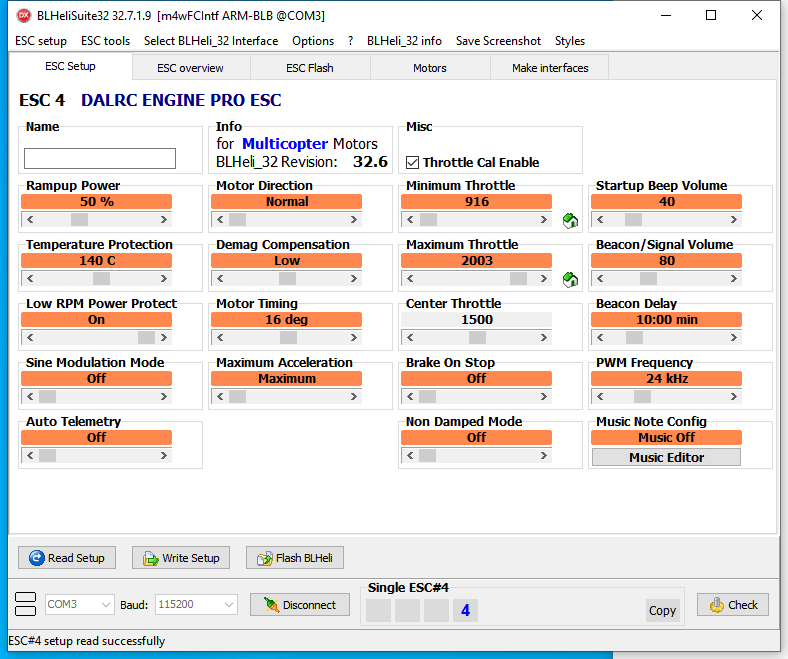 BLHeliSuite32 32.7.1.9 [m4wFCIntf ARM-BLB @COM3]
ESC setup ESC tools Select BLHeli_32 Interface Options ? BLHeli_32 info Save Screenshot Styles
ESC Setup ESC overview ESC Flash Motors Make interfaces
ESC 4 DALRC ENGINE PRO ESC
Name Info Misc
for Multicopter Motors
BLHeli_32 Revision: 32.6 Throttle Cal Enable
Rampup Power Motor Direction Minimum Throttle Startup Beep Volume
50 % Normal 916 40
Temperature Protection Demag Compensation Maximum Throttle Beacon/Signal Volume
140 C Low 2003 80
Low RPM Power Protect Motor Timing Center Throttle Beacon Delay
On 16 deg 1500 10:00 min
Sine Modulation Mode Maximum Acceleration Brake On Stop PWM Frequency
Off Maximum Off 24 kHz
Auto Telemetry Non Damped Mode Music Note Config
Off Off Music Off
Music Editor
Read Setup Write Setup Flash BLHeli
Single ESC#4
COM3 Baud: 115200 Disconnect 4 Copy Check
ESC#4 setup read successfully